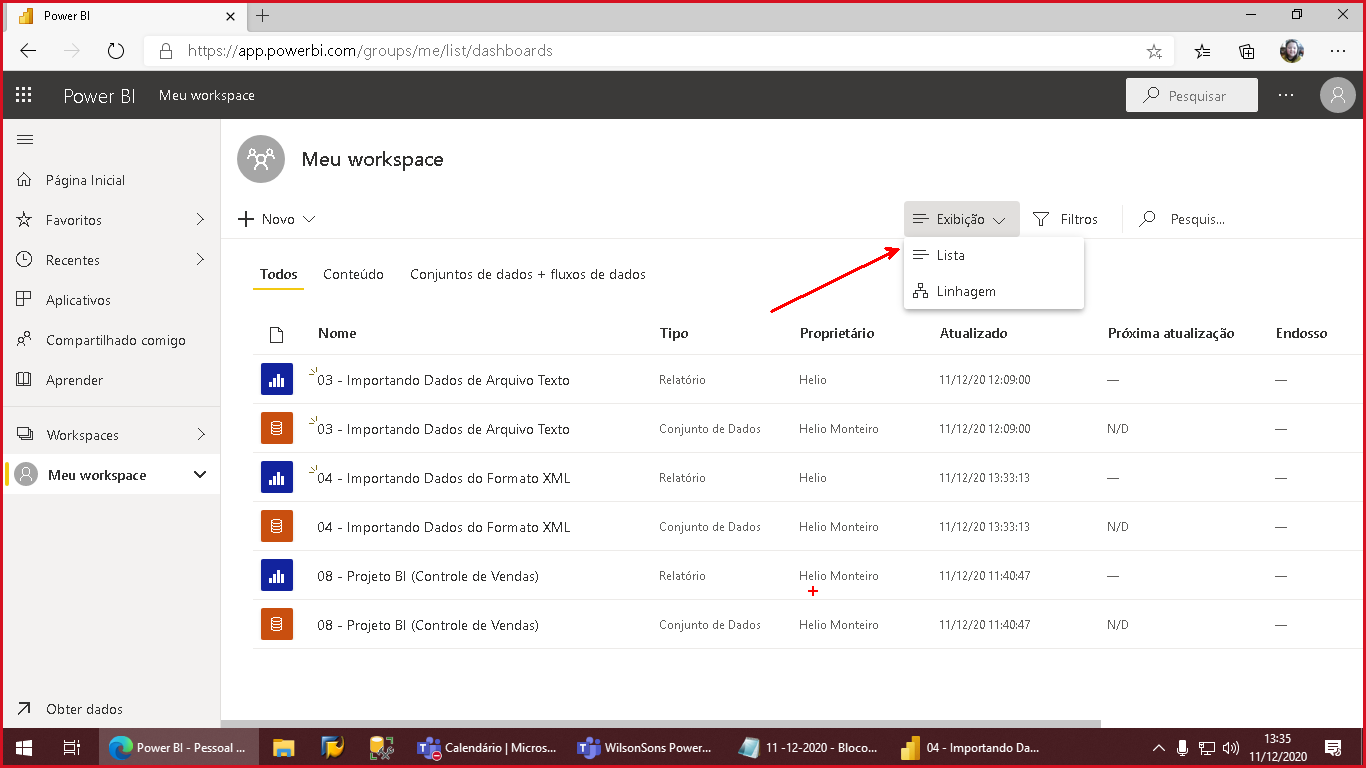 Power BI
https://app.powerbi.com/groups/me/list/dashboards
Power BI Meu workspace Pesquisar
Meu workspace
Página Inicial
Favoritos
Recentes
Aplicativos
Compartilhado comigo
Aprender
Workspaces
Meu workspace
Obter dados
Novo Exibição Filtros Pesquis...
Lista
Linhagem
Todos Conteúdo Conjuntos de dados + fluxos de dados
Nome Tipo Proprietário Atualizado Próxima atualização Endosso
03 - Importando Dados de Arquivo Texto Relatório Helio 11/12/20 12:09:00 — —
03 - Importando Dados de Arquivo Texto Conjunto de Dados Helio Monteiro 11/12/20 12:09:00 N/D —
04 - Importando Dados do Formato XML Relatório Helio 11/12/20 13:33:13 — —
04 - Importando Dados do Formato XML Conjunto de Dados Helio Monteiro 11/12/20 13:33:13 N/D —
08 - Projeto BI (Controle de Vendas) Relatório Helio Monteiro 11/12/20 11:40:47 — —
08 - Projeto BI (Controle de Vendas) Conjunto de Dados Helio Monteiro 11/12/20 11:40:47 N/D —
Power BI - Pessoal ... Calendário | Micros... WilsonSons Power... 11 -12-2020 - Bloco... 04 - Importando Da...
13:35
11/12/2020